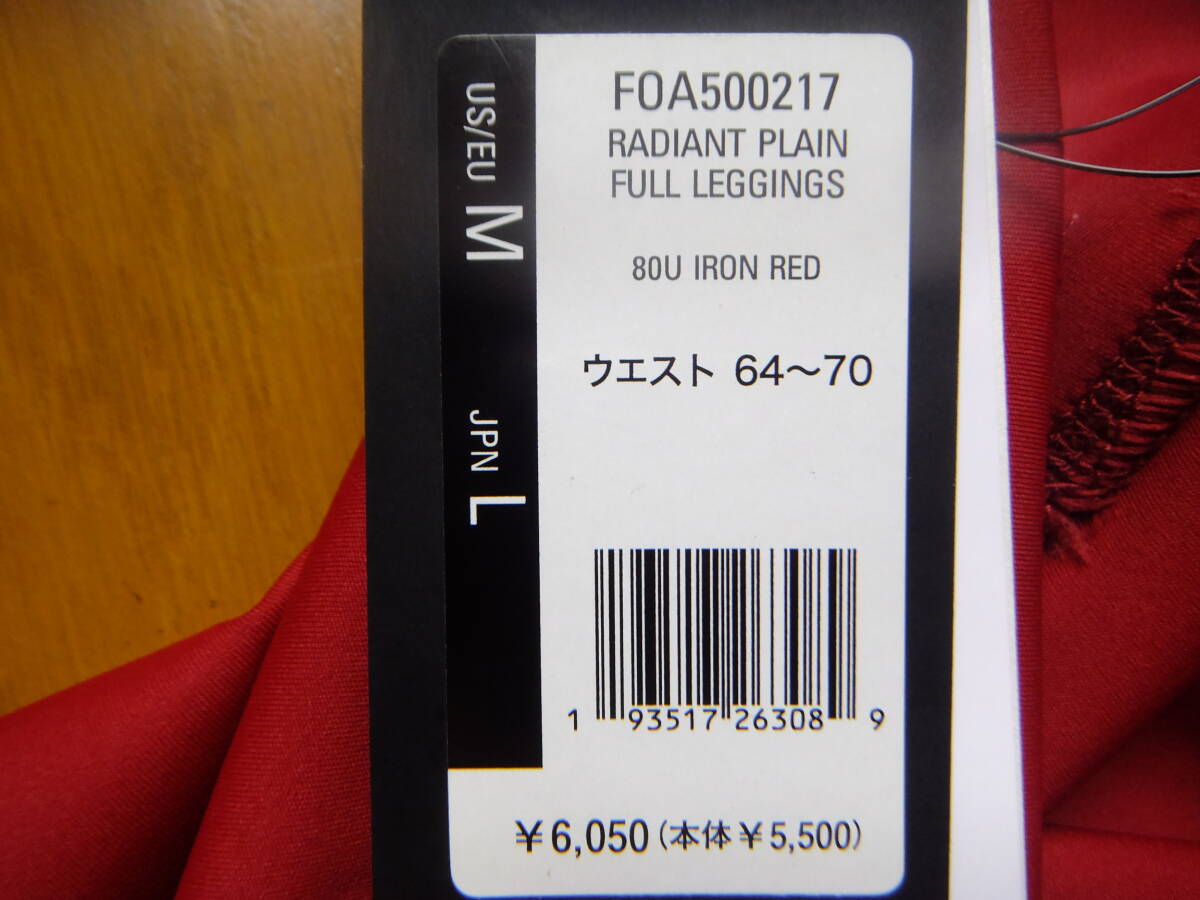 FOA500217
RADIANT PLAIN
FULL LEGGINGS
80U IRON RED
ウエスト 64〜70
US/EU M
JPN L
1 93517 26308 9
¥6,050(本体¥5,500)